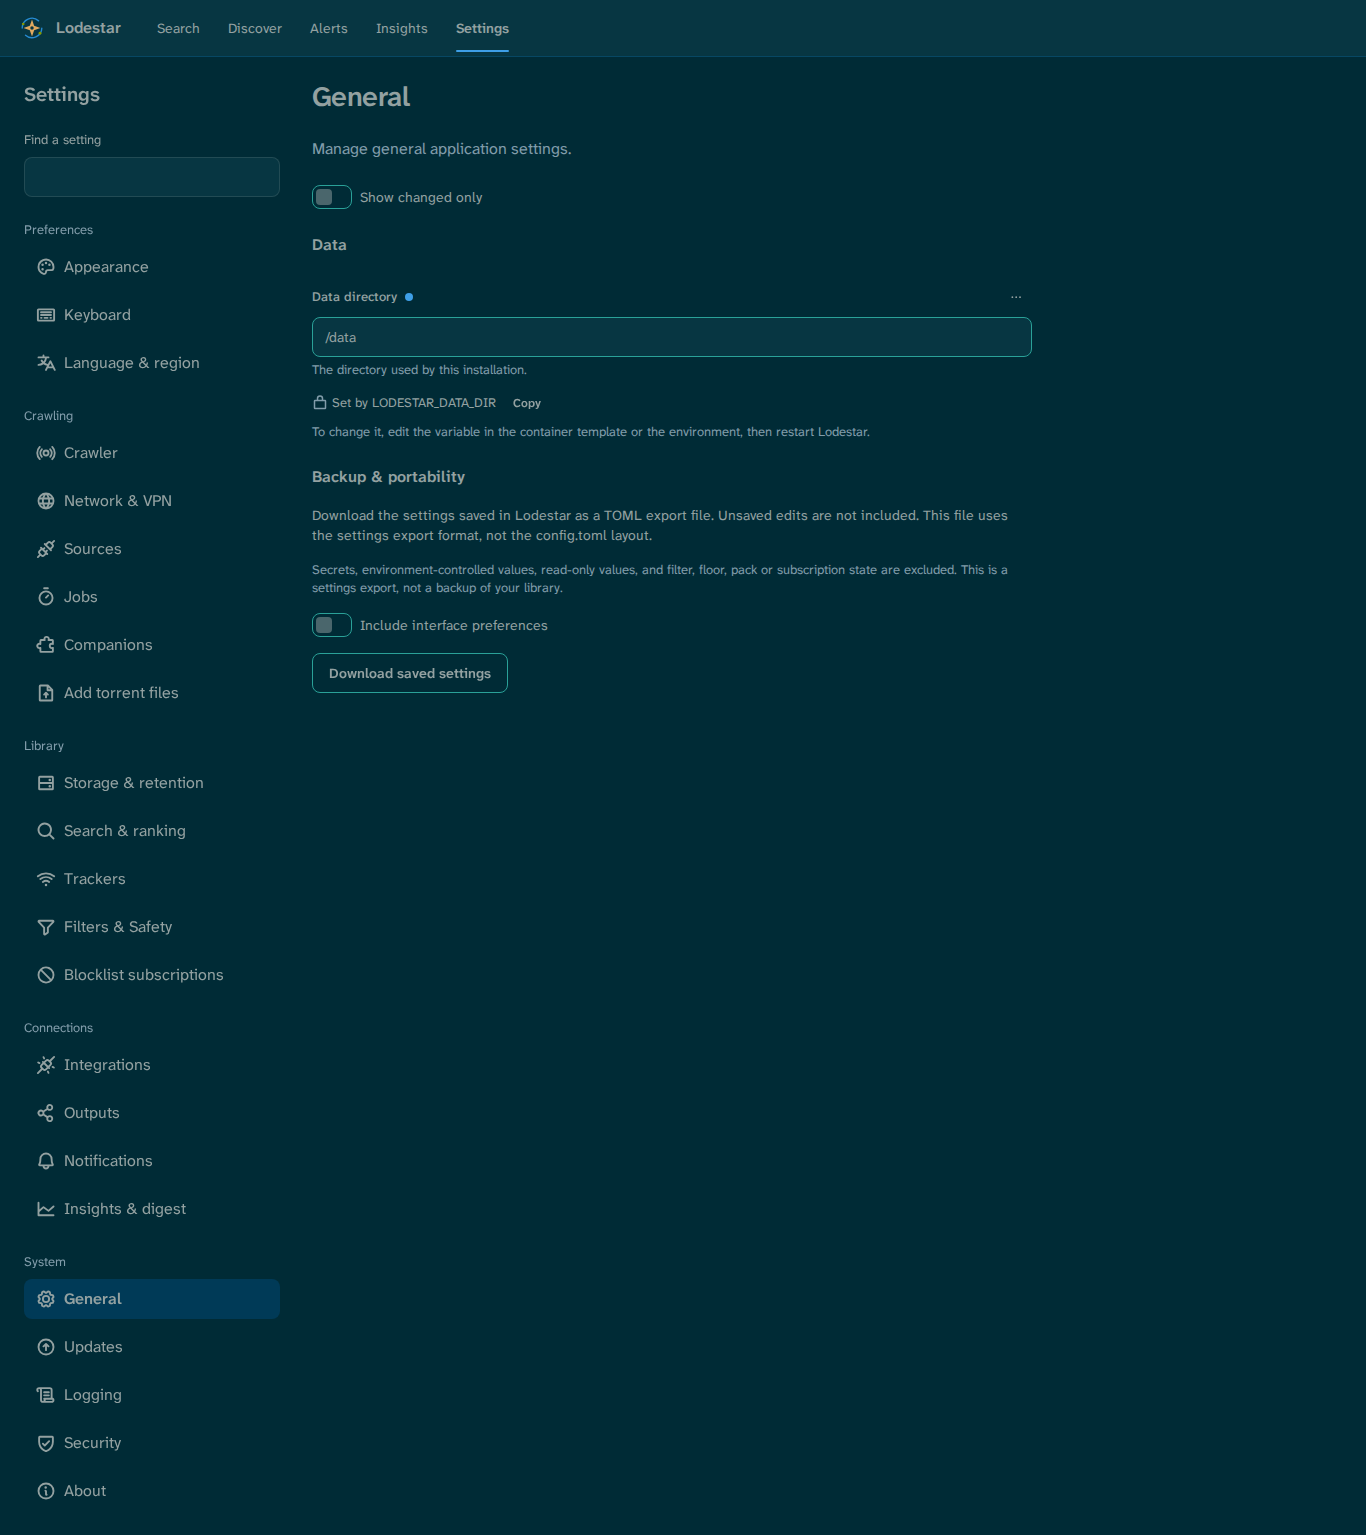 Lodestar
Search
Discover
Alerts
Insights
Settings
Settings
Find a setting
Preferences
Appearance
Keyboard
Language & region
Crawling
Crawler
Network & VPN
Sources
Jobs
Companions
Add torrent files
Library
Storage & retention
Search & ranking
Trackers
Filters & Safety
Blocklist subscriptions
Connections
Integrations
Outputs
Notifications
Insights & digest
System
General
Updates
Logging
Security
About
General
Manage general application settings.
Show changed only
Data
Data directory
...
/data
The directory used by this installation.
Set by LODESTAR_DATA_DIR
Copy
To change it, edit the variable in the container template or the environment, then restart Lodestar.
Backup & portability
Download the settings saved in Lodestar as a TOML export file. Unsaved edits are not included. This file uses
the settings export format, not the config.toml layout.
Secrets, environment-controlled values, read-only values, and filter, floor, pack or subscription state are excluded. This is a
settings export, not a backup of your library.
Include interface preferences
Download saved settings